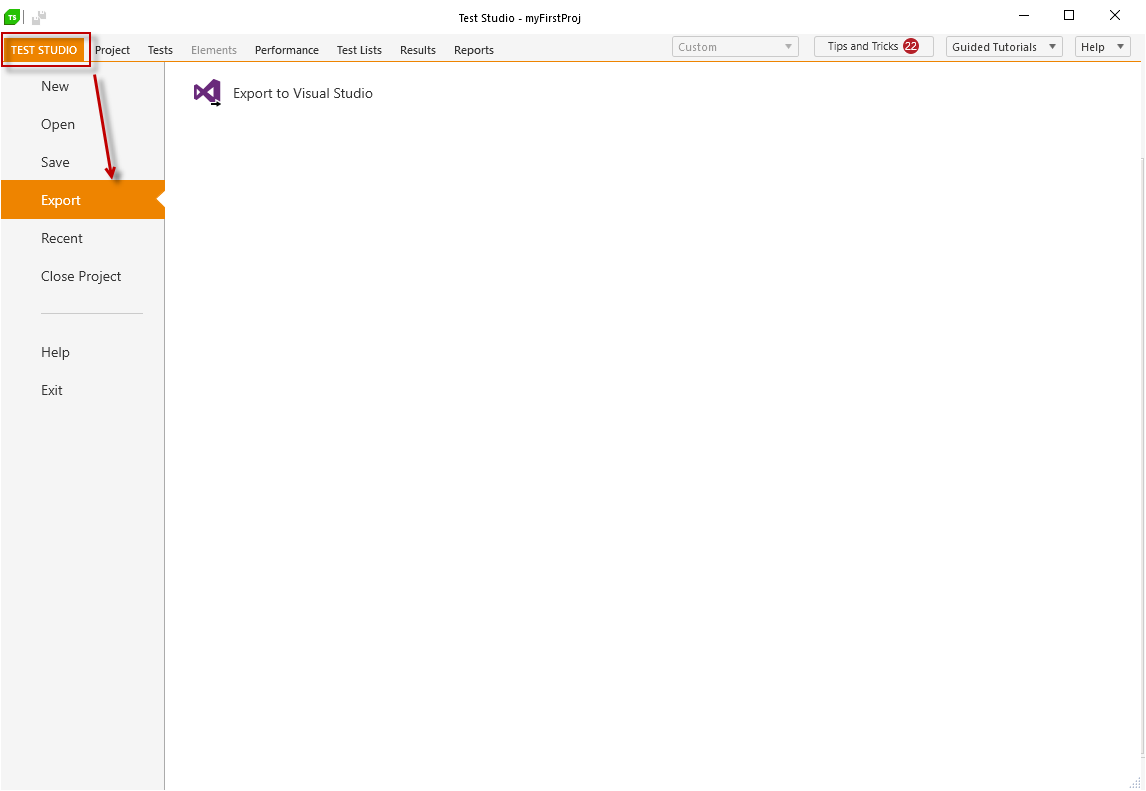 TS
Test Studio - myFirstProj
TEST STUDIO Project Tests Elements Performance Test Lists Results Reports Custom Tips and Tricks 22 Guided Tutorials Help
New
Open
Save
Export
Recent
Close Project
Help
Exit
Export to Visual Studio